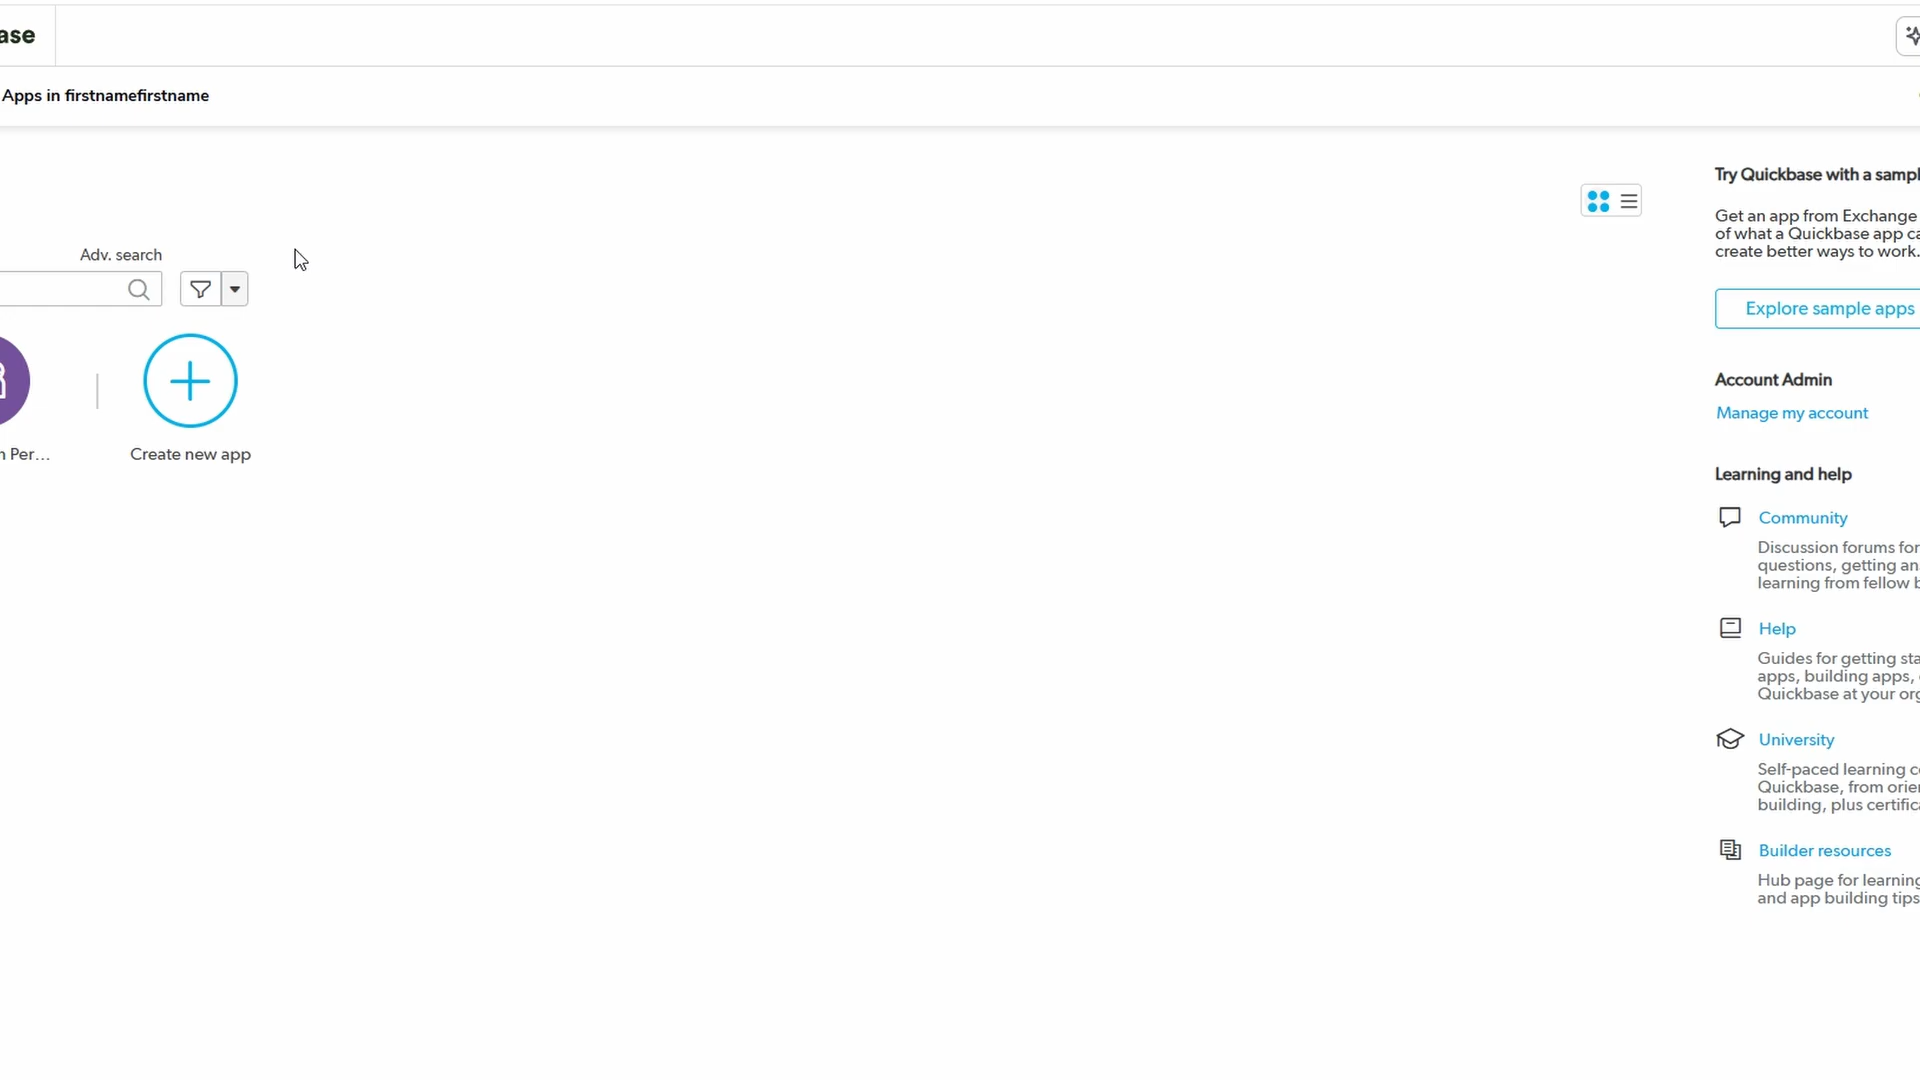 ase
Apps in firstnamefirstname
Adv. search
Per...
Create new app
Try Quickbase with a sampl
Get an app from Exchange
of what a Quickbase app ca
create better ways to work.
Explore sample apps
Account Admin
Manage my account
Learning and help
Community
Discussion forums for
questions, getting an
learning from fellow b
Help
Guides for getting sta
apps, building apps,
Quickbase at your org
University
Self-paced learning co
Quickbase, from orie
building, plus certifica
Builder resources
Hub page for learning
and app building tips